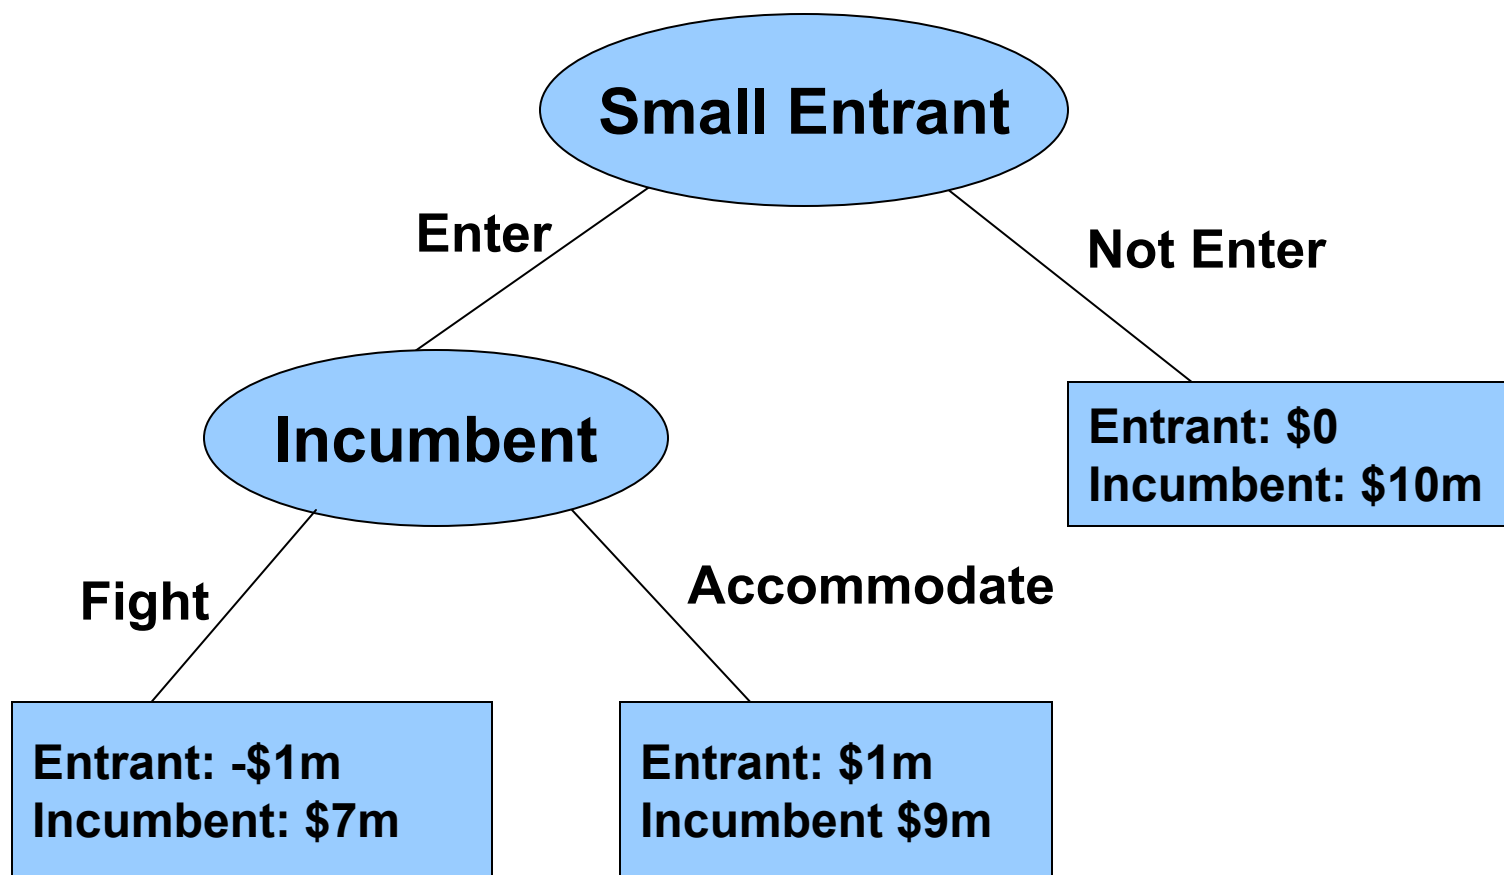 Small Entrant
Enter
Not Enter
Incumbent
Entrant: $0
Incumbent: $10m
Fight
Accommodate
Entrant: -$1m
Incumbent: $7m
Entrant: $1m
Incumbent $9m